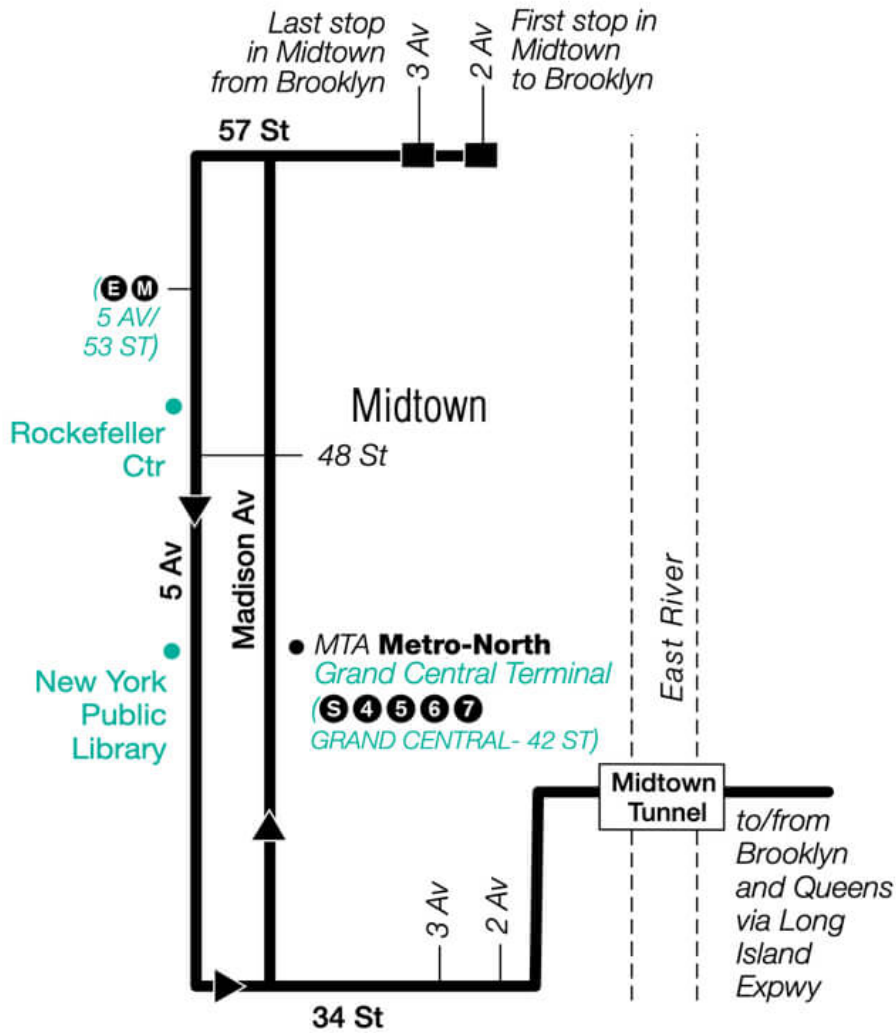 Last stop
in Midtown
from Brooklyn
3 Av
2 Av
First stop in
Midtown
to Brooklyn
57 St
(E M
5 AV/
53 ST)
Rockefeller
Ctr
Midtown
48 St
5 Av
Madison Av
East River
MTA Metro-North
Grand Central Terminal
(S 4 5 6 7
GRAND CENTRAL- 42 ST)
New York
Public
Library
Midtown
Tunnel
to/from
Brooklyn
and Queens
via Long
Island
Expwy
3 Av
2 Av
34 St